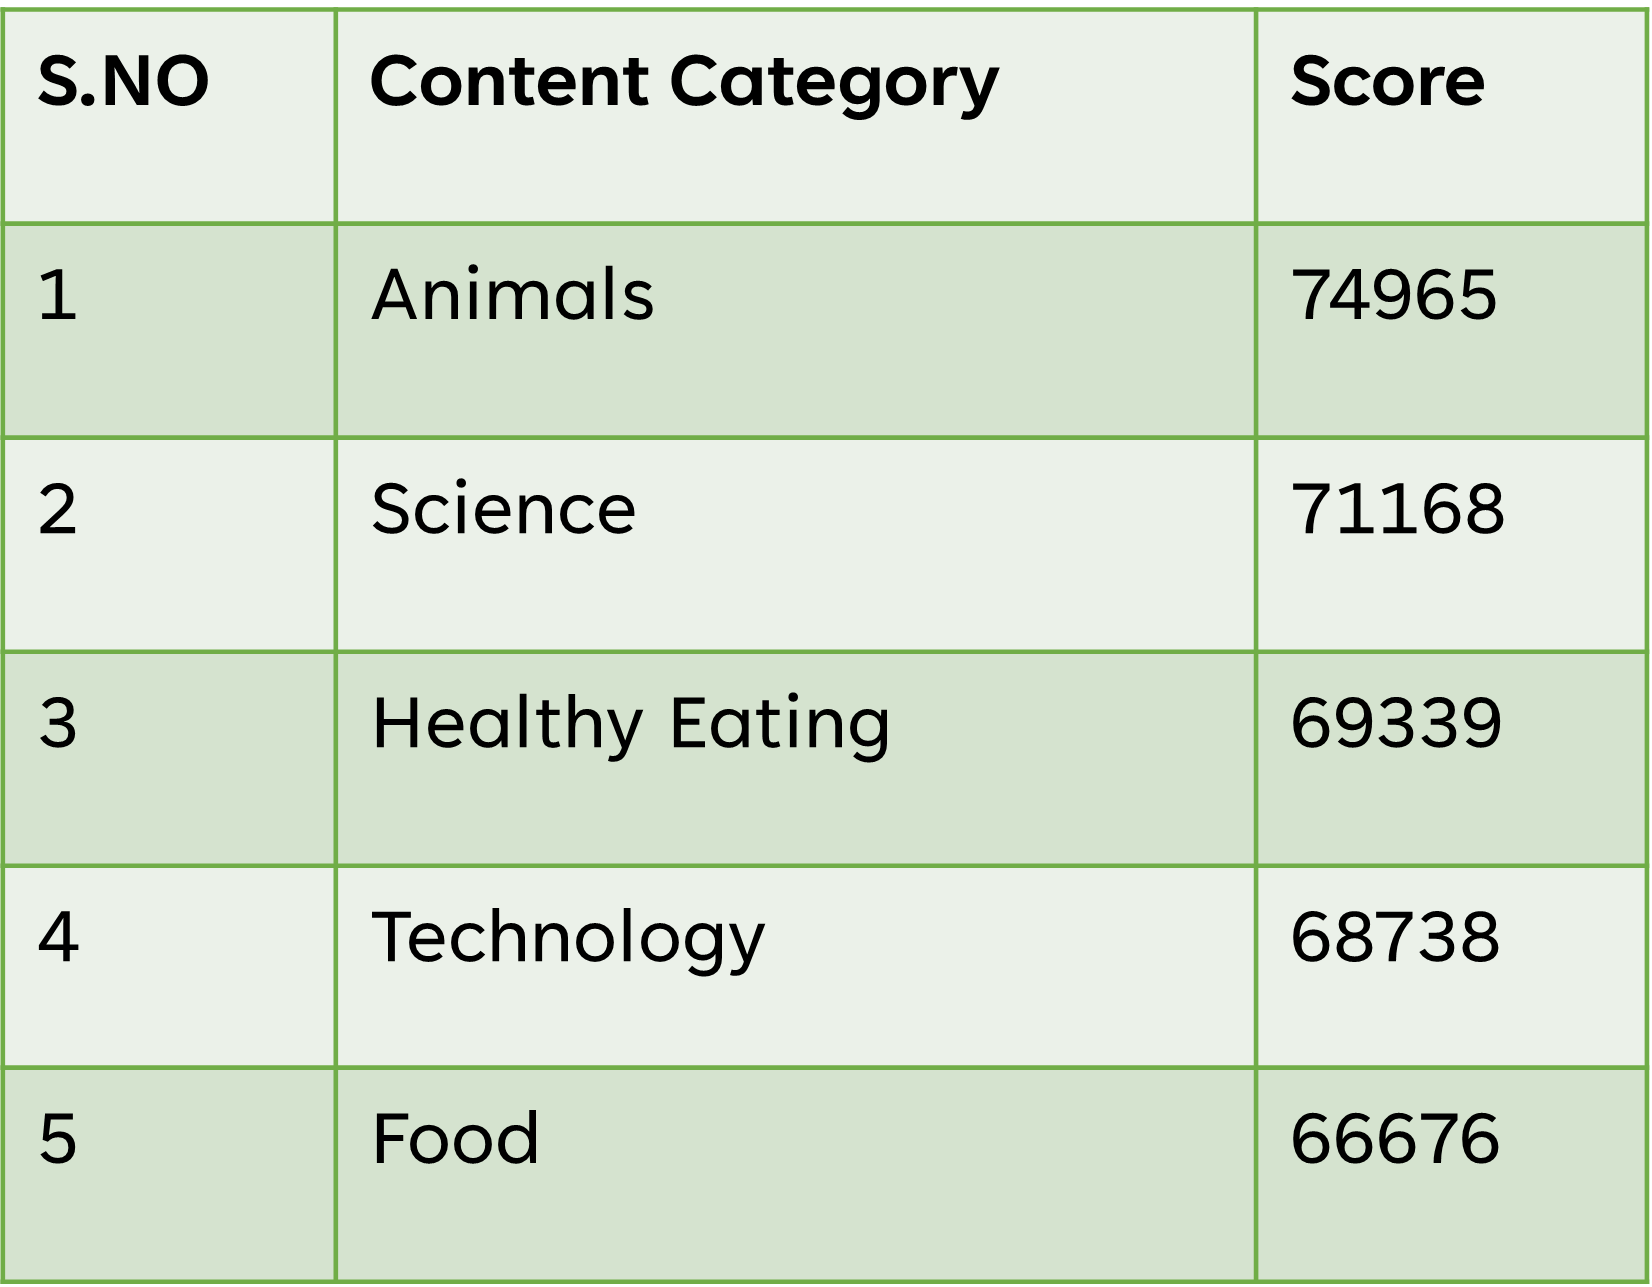 S.NO Content Category Score
1 Animals 74965
2 Science 71168
3 Healthy Eating 69339
4 Technology 68738
5 Food 66676